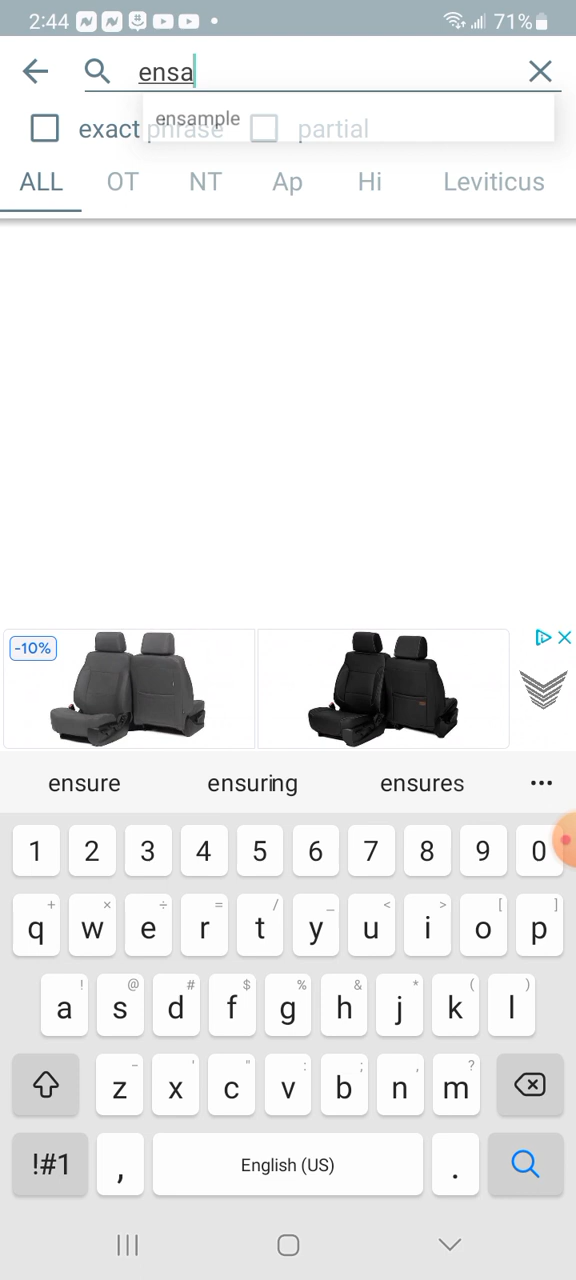 2:44 71%
ensa
ensample
exact phrase partial
ALL OT NT Ap Hi Leviticus
-10%
ensure ensuring ensures •••
1 2 3 4 5 6 7 8 9 0
+ × ÷ = / _ < > [ ]
q w e r t y u i o p
! @ # $ % & * ( )
a s d f g h j k l
- ' " : ; , ?
z x c v b n m
!#1 , English (US) .